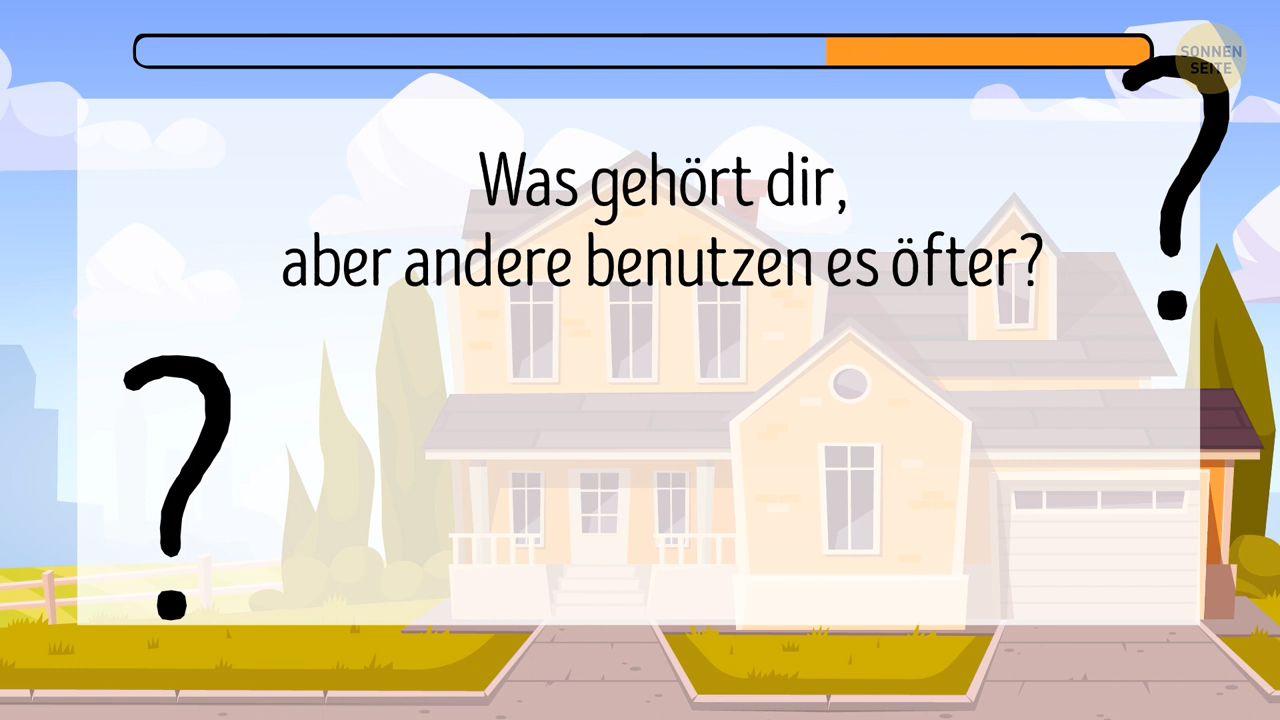 SONNEN
SEITE
Was gehört dir,
aber andere benutzen es öfter?
?
?